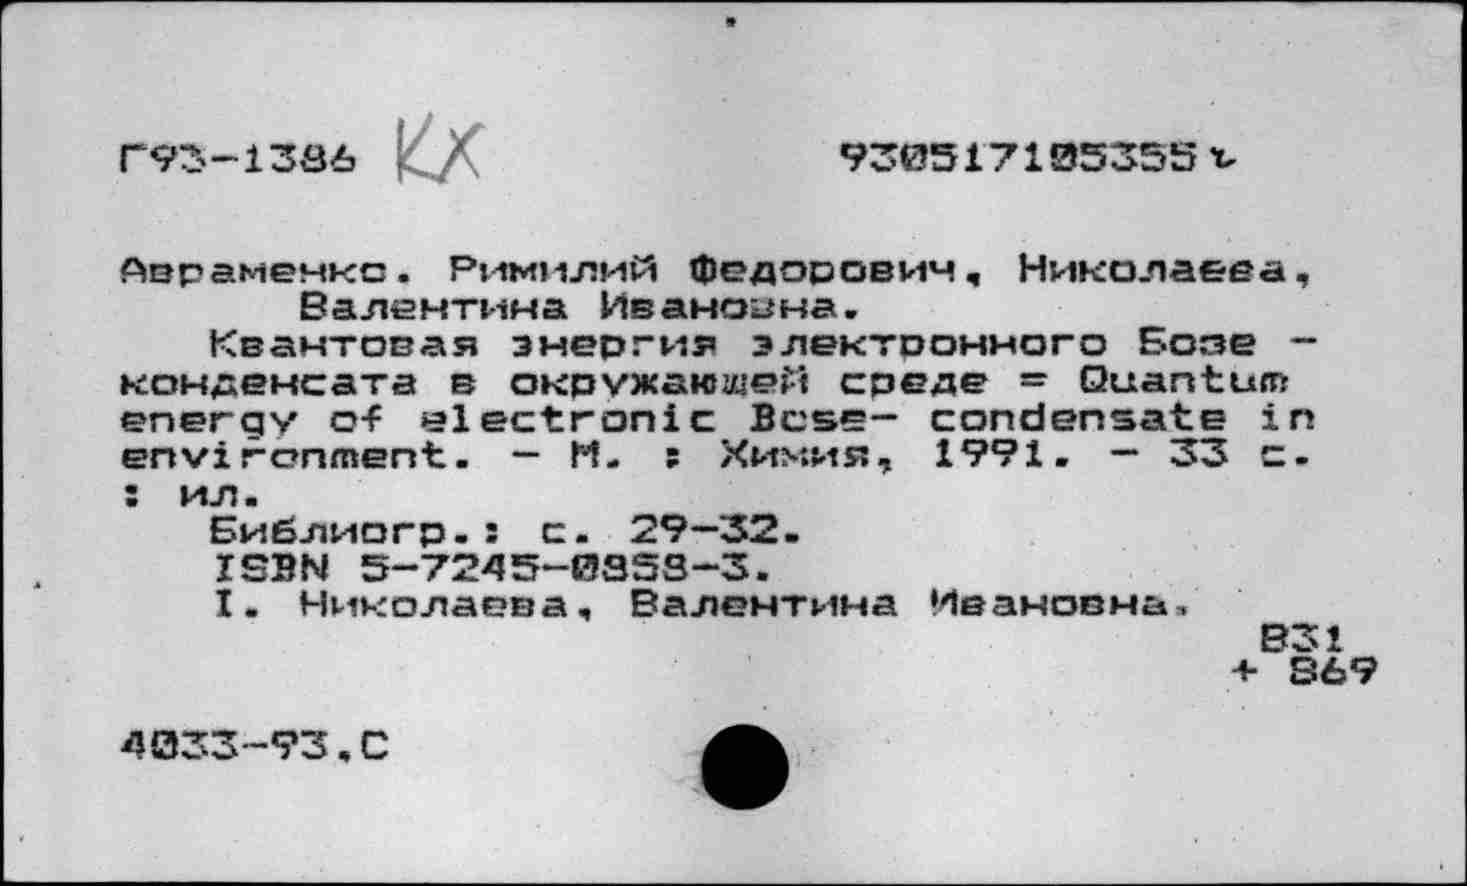 Г93-1386 КХ 930517105355ъ
Авраменко. Римилий Федорович, Николаева,
Валентина Ивановна.
Квантовая энергия электронного Бозе -
конденсата в окружающей среде = Quantum
energy of electronic Bose- condensate in
environment. - М. : Химия, 1991. - 33 с.
: ил.
Библиогр.: с. 29-32.
ISBN 5-7245-0858-3.
I. Николаева, Валентина Ивановна.
В31
+ 869
4033-93.С